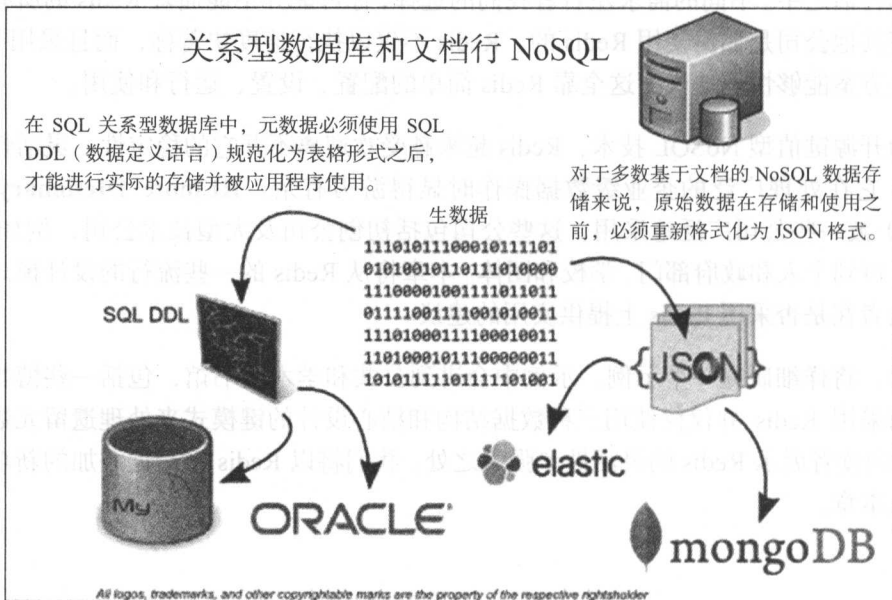 关系型数据库和文档行 NoSQL
在 SQL 关系型数据库中，元数据必须使用 SQL
DDL（数据定义语言）规范化为表格形式之后，
才能进行实际的存储并被应用程序使用。
对于多数基于文档的 NoSQL 数据存
储来说，原始数据在存储和使用之
前，必须重新格式化为 JSON 格式。
生数据
11101011100010111101
01010010110111010000
01111001111001010011
11101000111100010011
11010001011100000011
10101111101111101001
SQL DDL
{JSON}
My
ORACLE
elastic
mongoDB
All logos, trademarks, and other copyrightable marks are the property of the respective rightsholder